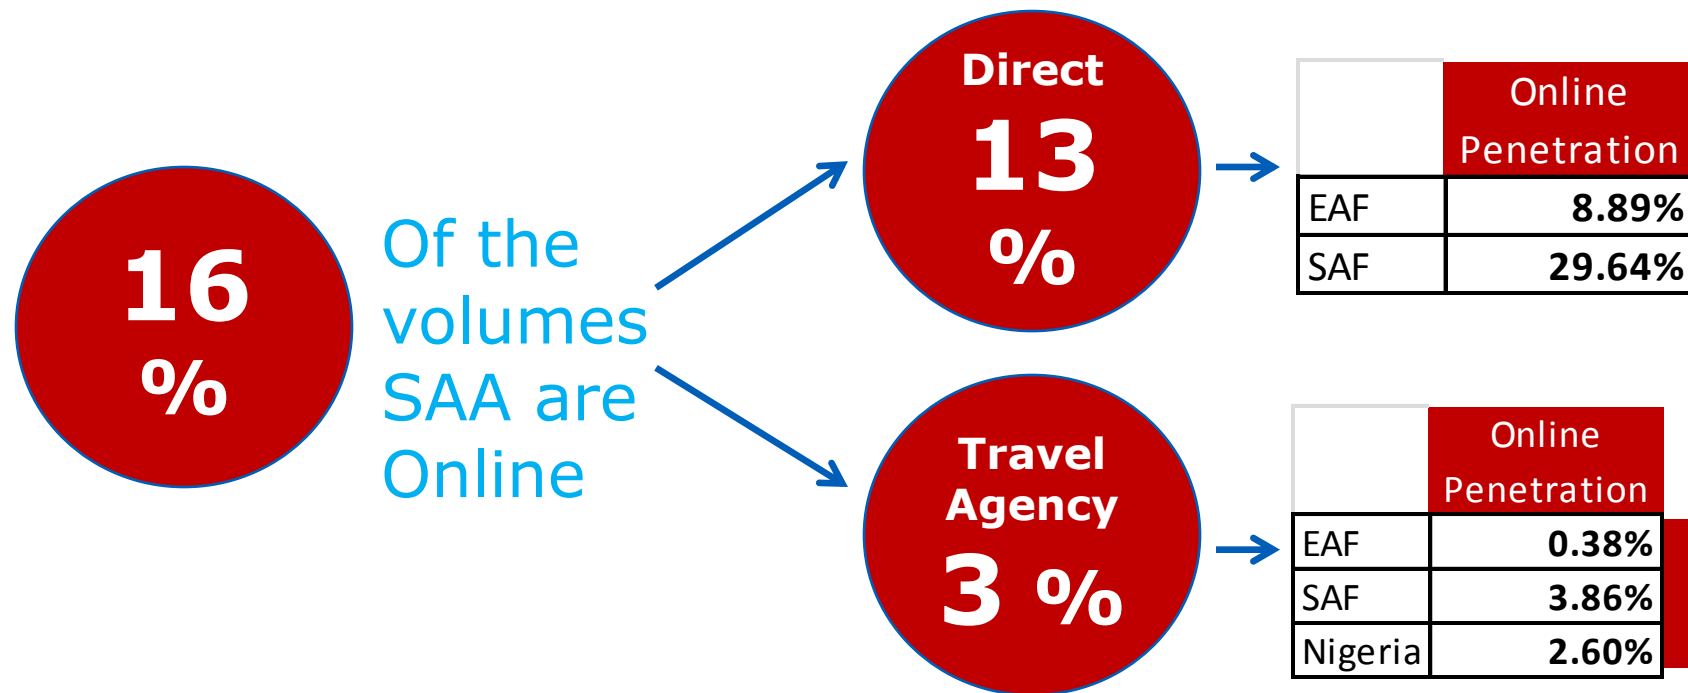 16
%
Of the
volumes
SAA are
Online
Direct
13
%
Online
Penetration
EAF 8.89%
SAF 29.64%
Travel
Agency
3 %
Online
Penetration
EAF 0.38%
SAF 3.86%
Nigeria 2.60%